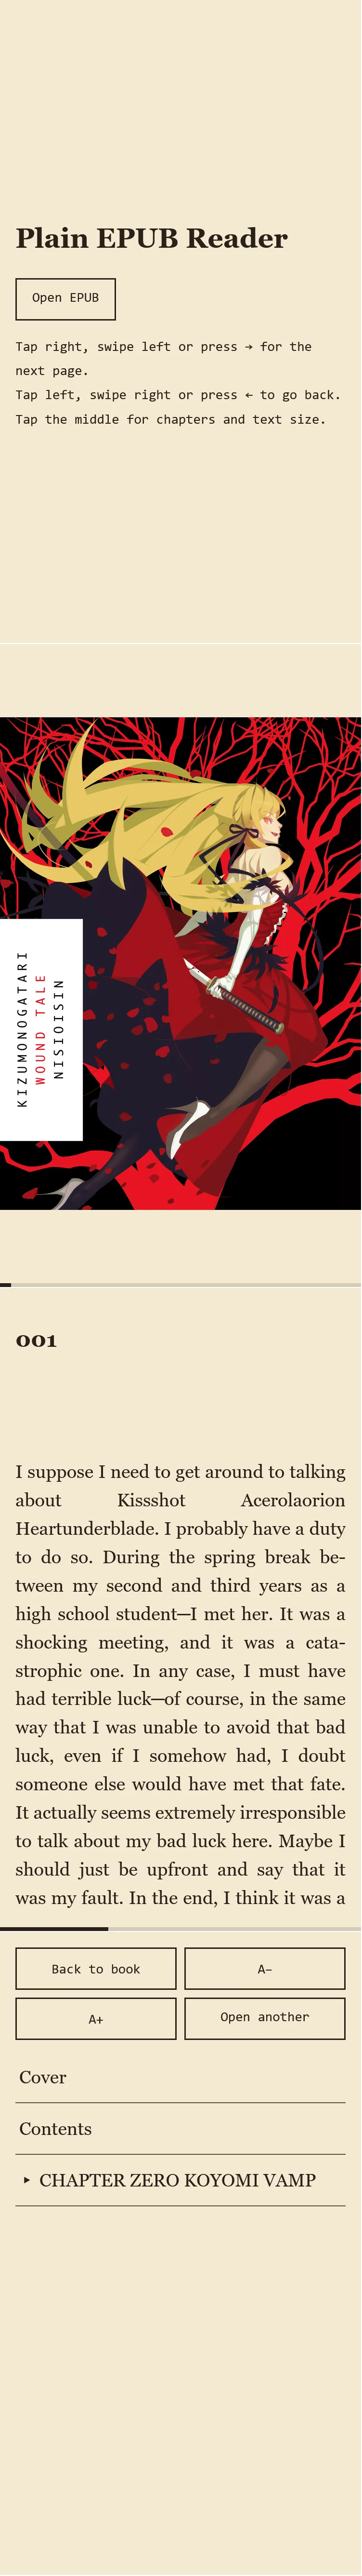 Plain EPUB Reader
Open EPUB
Tap right, swipe left or press → for the
next page.
Tap left, swipe right or press ← to go back.
Tap the middle for chapters and text size.
KIZUMONOGATARI
WOUND TALE
NISIOISIN
001
I suppose I need to get around to talking
about Kissshot Acerolaorion
Heartunderblade. I probably have a duty
to do so. During the spring break be-
tween my second and third years as a
high school student—I met her. It was a
shocking meeting, and it was a cata-
strophic one. In any case, I must have
had terrible luck—of course, in the same
way that I was unable to avoid that bad
luck, even if I somehow had, I doubt
someone else would have met that fate.
It actually seems extremely irresponsible
to talk about my bad luck here. Maybe I
should just be upfront and say that it
was my fault. In the end, I think it was a
Back to book
A–
A+
Open another
Cover
Contents
▸ CHAPTER ZERO KOYOMI VAMP